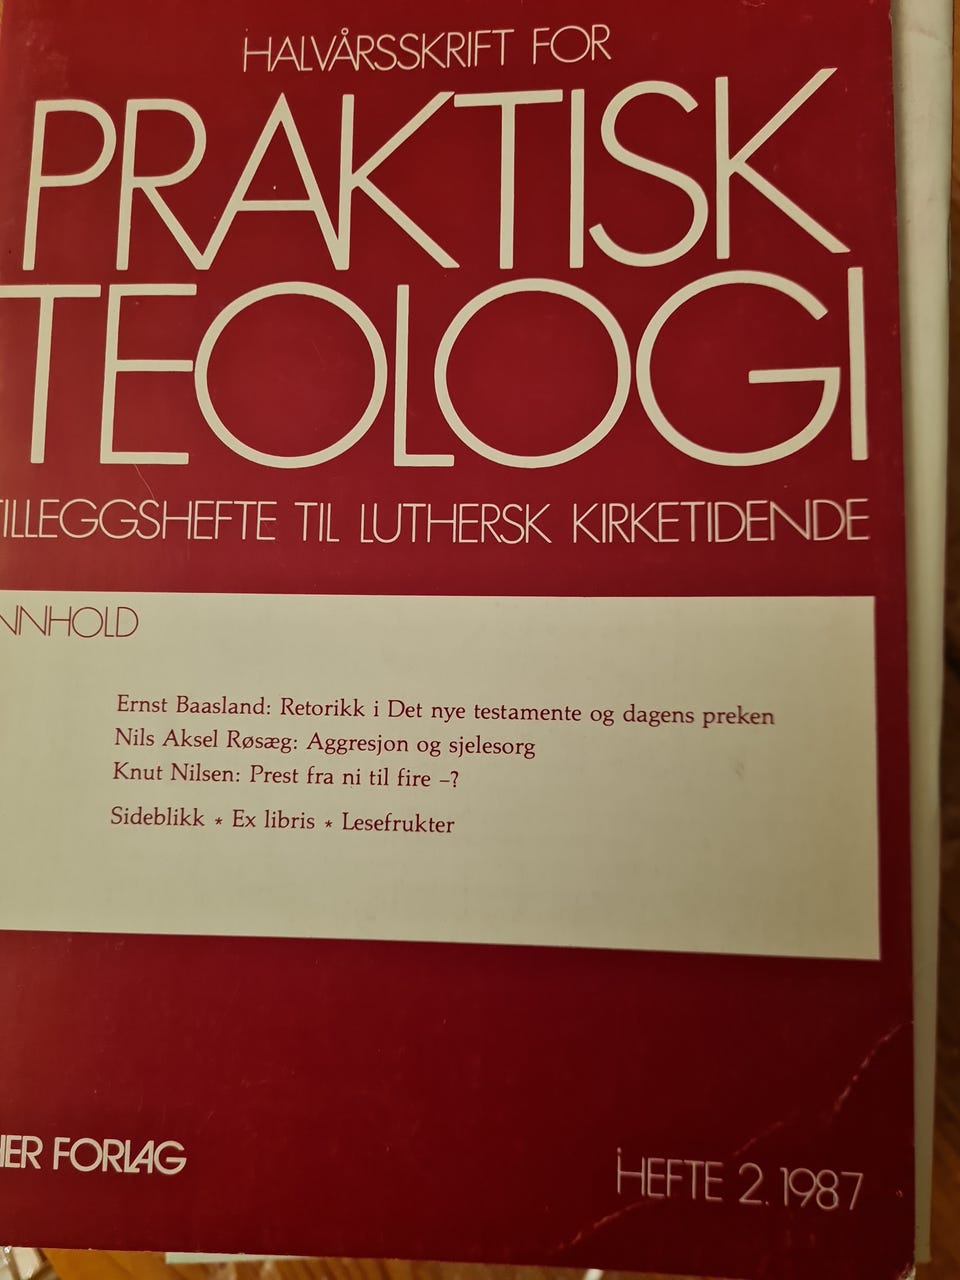 HALVÅRSSKRIFT FOR
PRAKTISK
TEOLOGI
TILLEGGSHEFTE TIL LUTHERSK KIRKETIDENDE
INNHOLD
Ernst Baasland: Retorikk i Det nye testamente og dagens preken
Nils Aksel Røsæg: Aggresjon og sjelesorg
Knut Nilsen: Prest fra ni til fire –?
Sideblikk * Ex libris * Lesefrukter
FORLAG
HEFTE 2. 1987